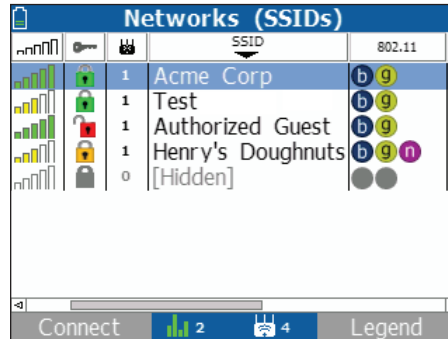 Networks (SSIDs)
SSID 802.11
1 Acme Corp b g
1 Test b g
1 Authorized Guest b g
1 Henry's Doughnuts b g n
0 [Hidden]
Connect 2 4 Legend